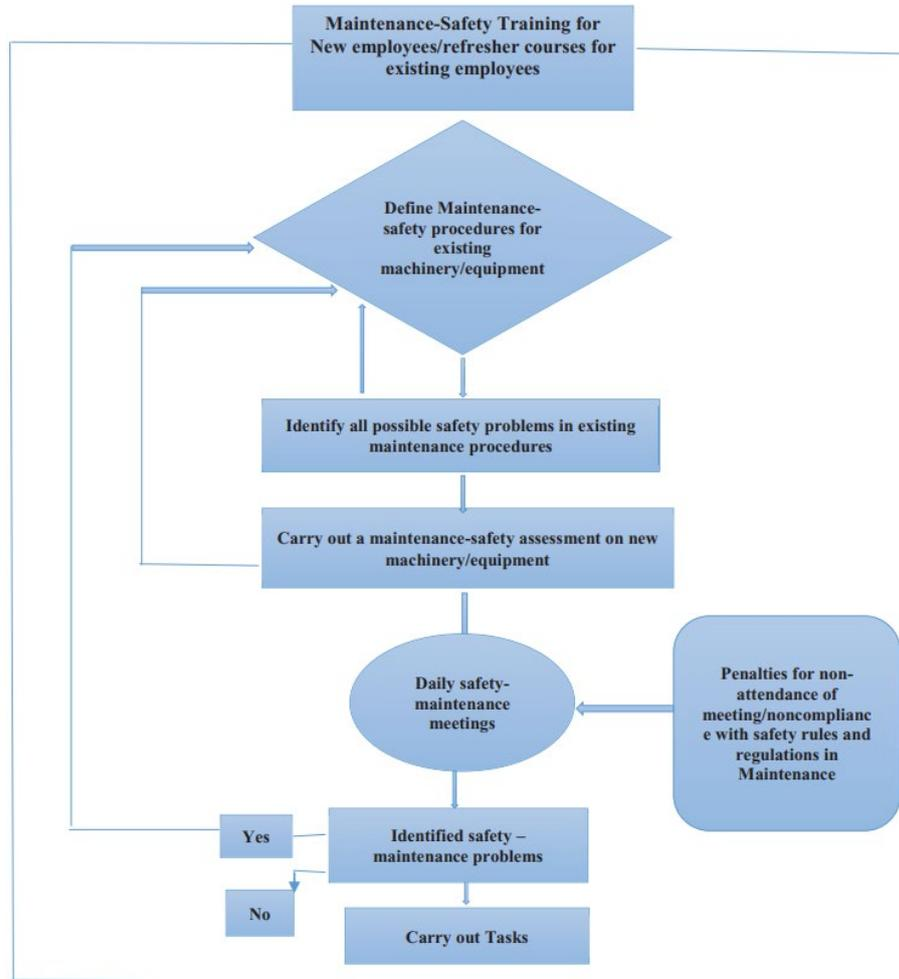 Maintenance-Safety Training for
New employees/refresher courses for
existing employees
Define Maintenance-
safety procedures for
existing
machinery/equipment
Identify all possible safety problems in existing
maintenance procedures
Carry out a maintenance-safety assessment on new
machinery/equipment
Daily safety-
maintenance
meetings
Penalties for non-
attendance of
meeting/noncomplianc
e with safety rules and
regulations in
Maintenance
Yes
Identified safety –
maintenance problems
No
Carry out Tasks